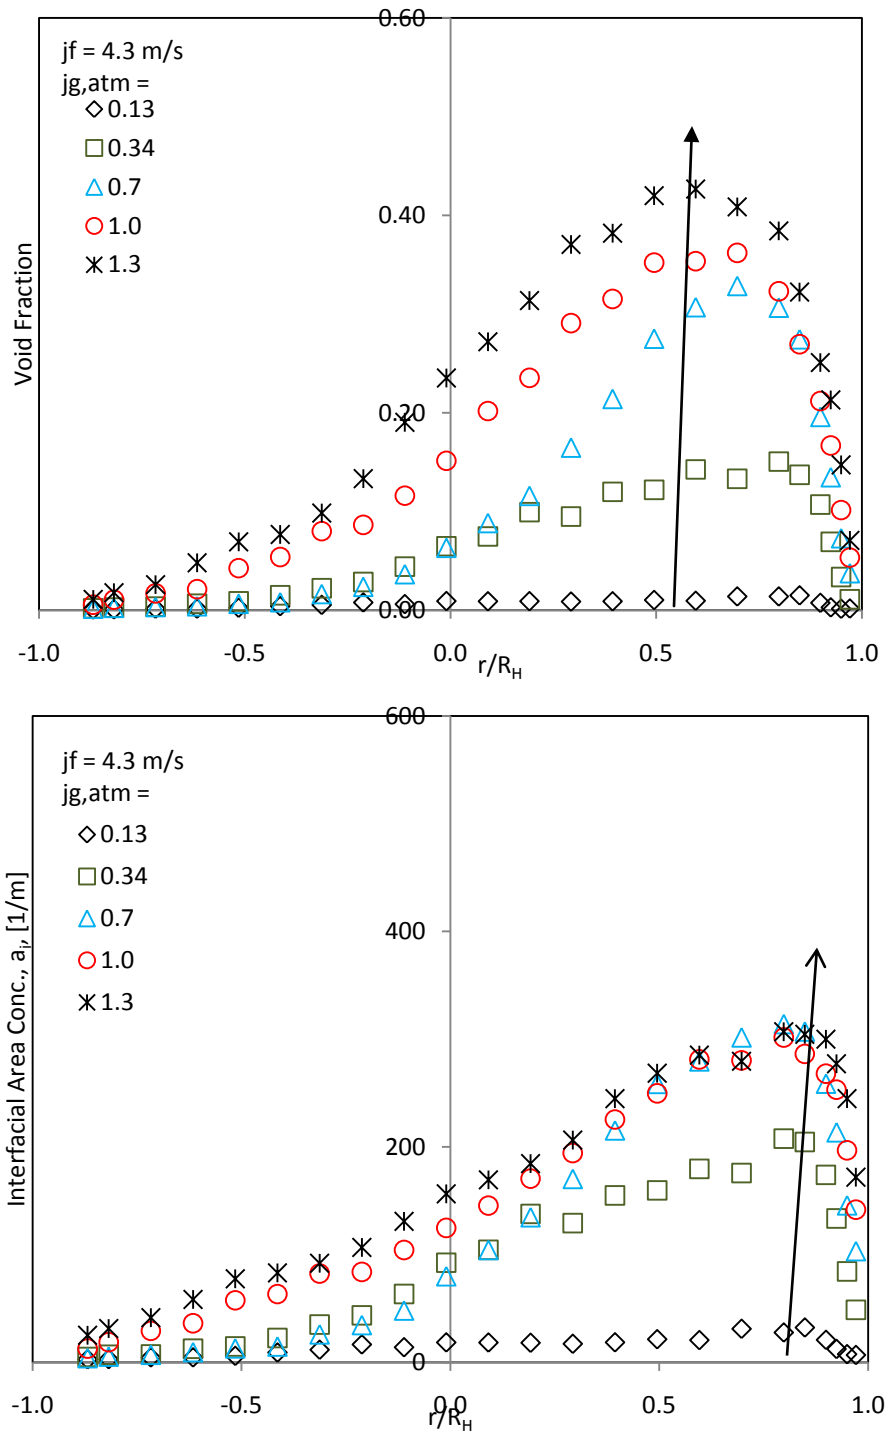 0.60
jf = 4.3 m/s
jg,atm =
0.13
0.34
0.7
1.0
1.3
0.40
Void Fraction
0.20
0.00
-1.0 -0.5 0.0 0.5 1.0
r/R_H
600
jf = 4.3 m/s
jg,atm =
0.13
0.34
0.7
1.0
1.3
400
Interfacial Area Conc., a_i, [1/m]
200
0
-1.0 -0.5 0.0 0.5 1.0
r/R_H